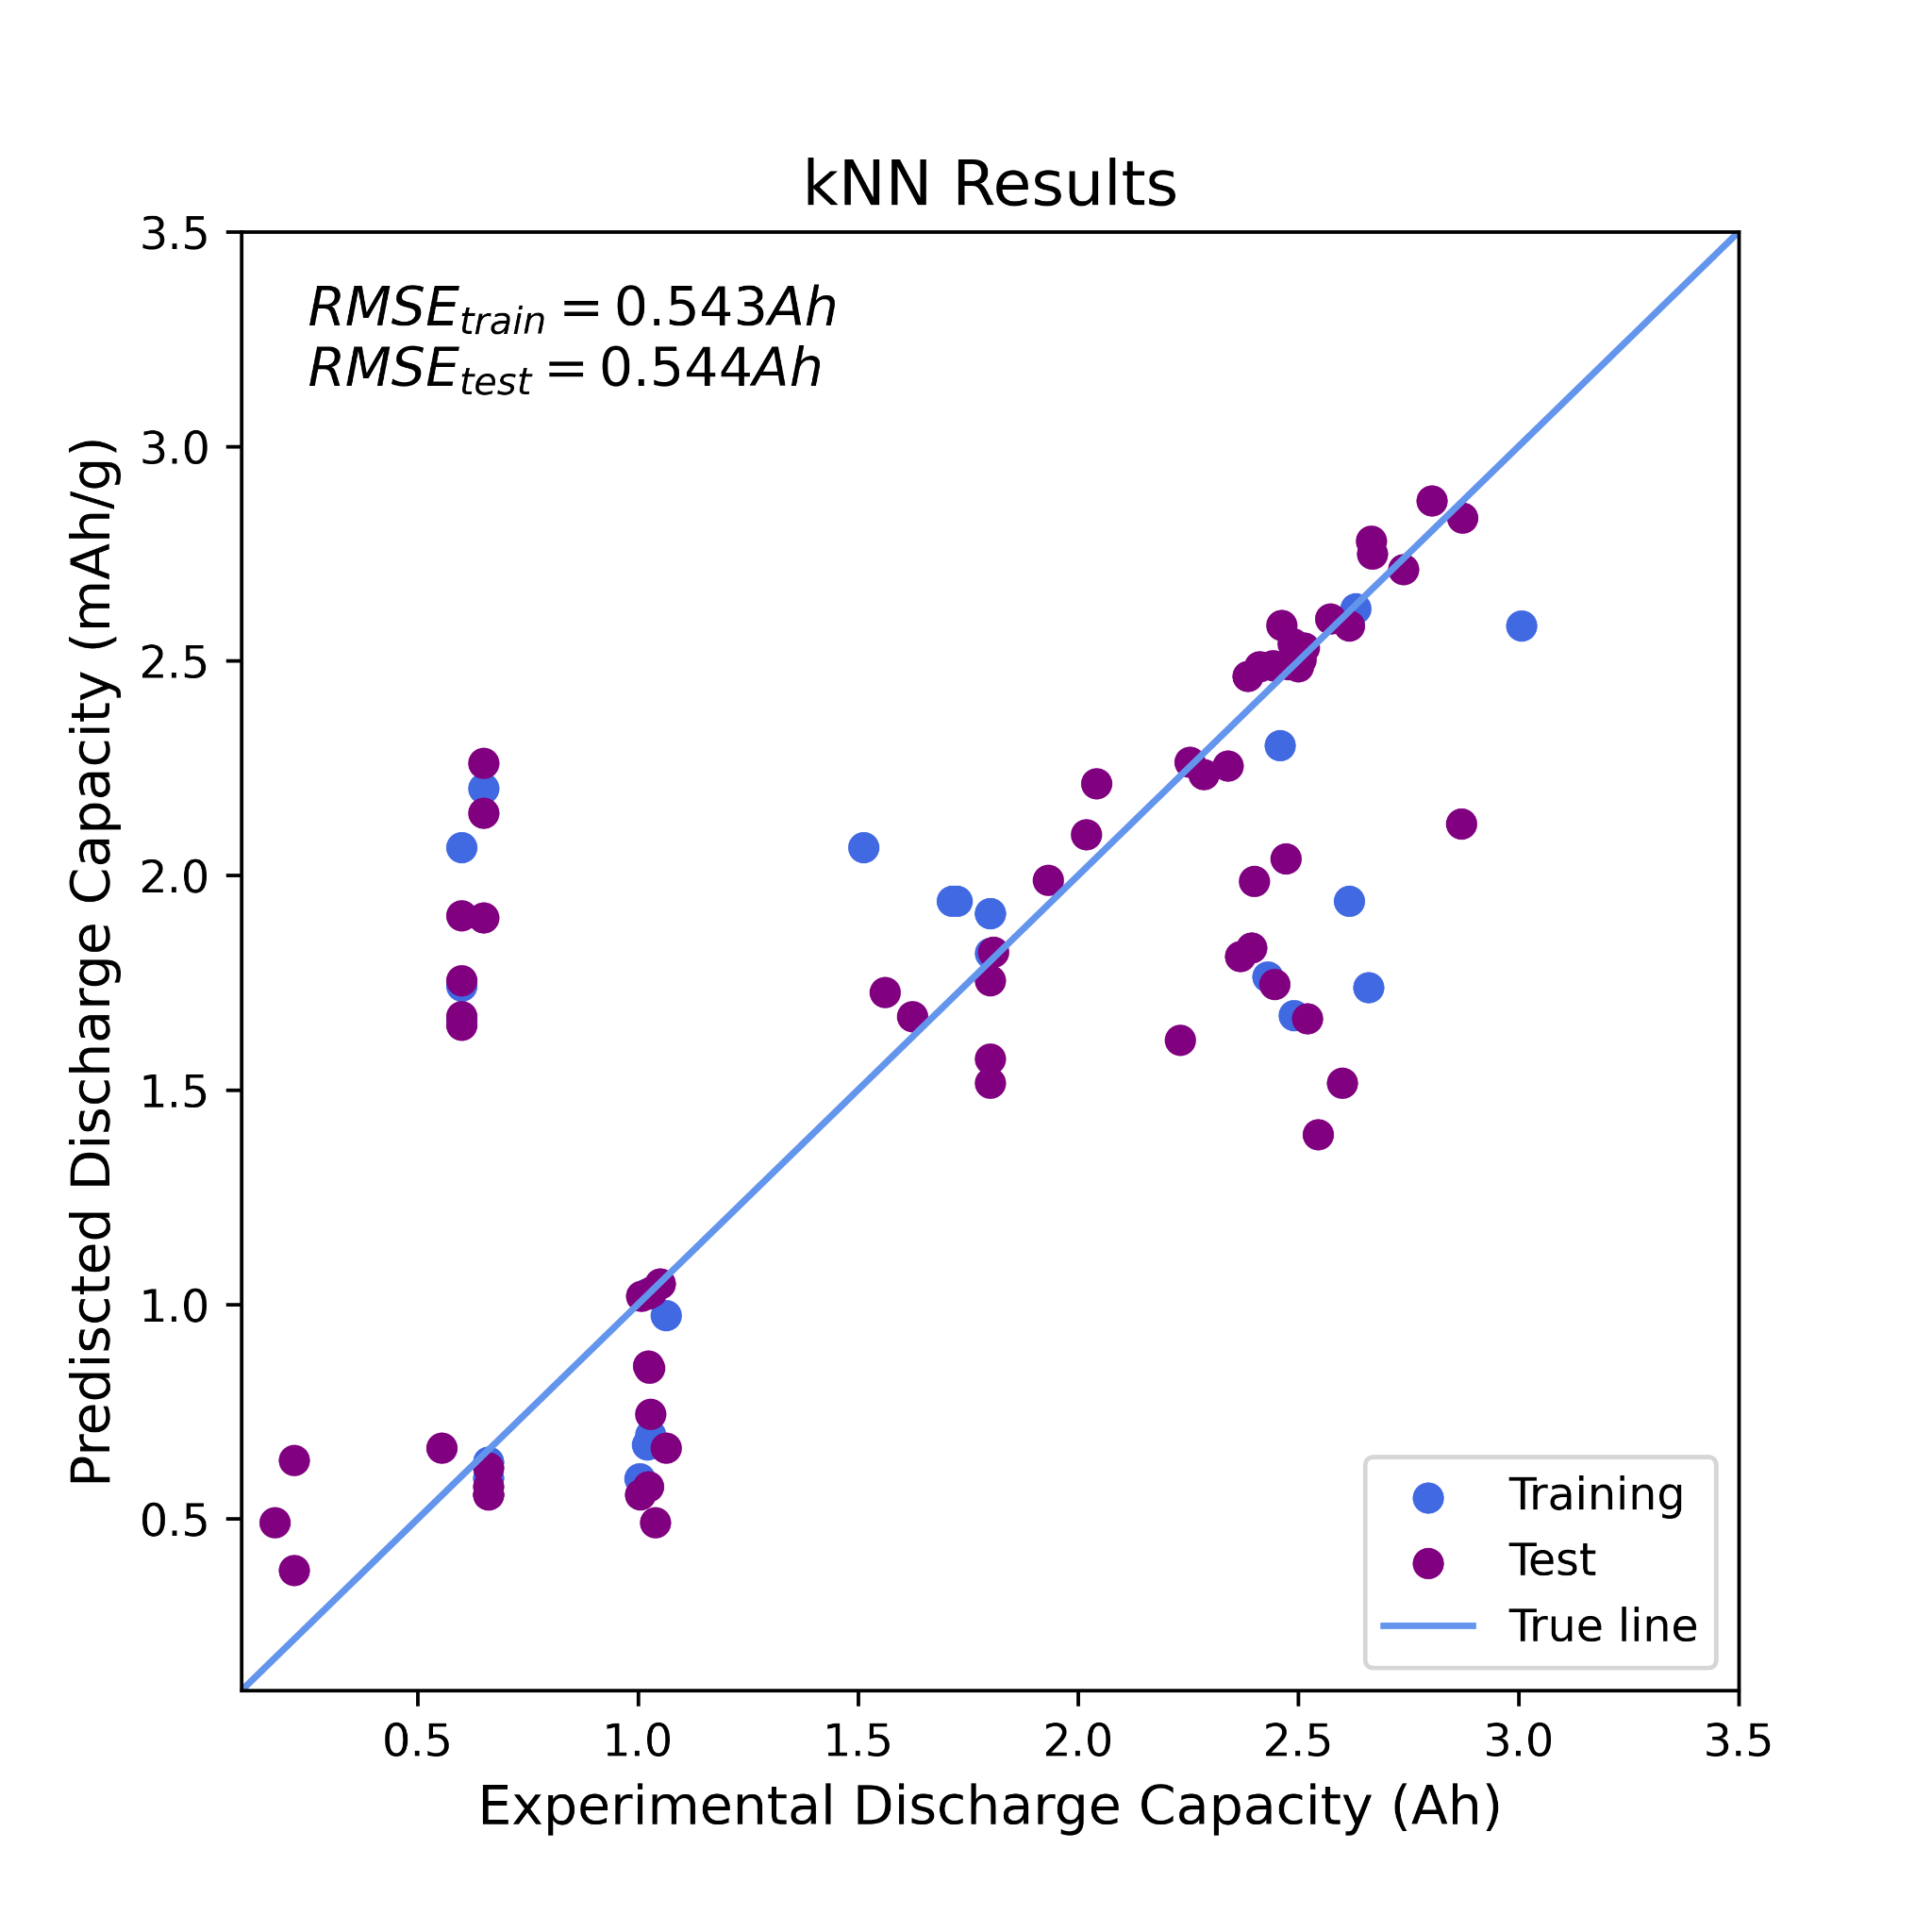 kNN Results
RMSE_train = 0.543Ah
RMSE_test = 0.544Ah
Prediscted Discharge Capacity (mAh/g)
3.5
3.0
2.5
2.0
1.5
1.0
0.5
Training
Test
True line
0.5 1.0 1.5 2.0 2.5 3.0 3.5
Experimental Discharge Capacity (Ah)